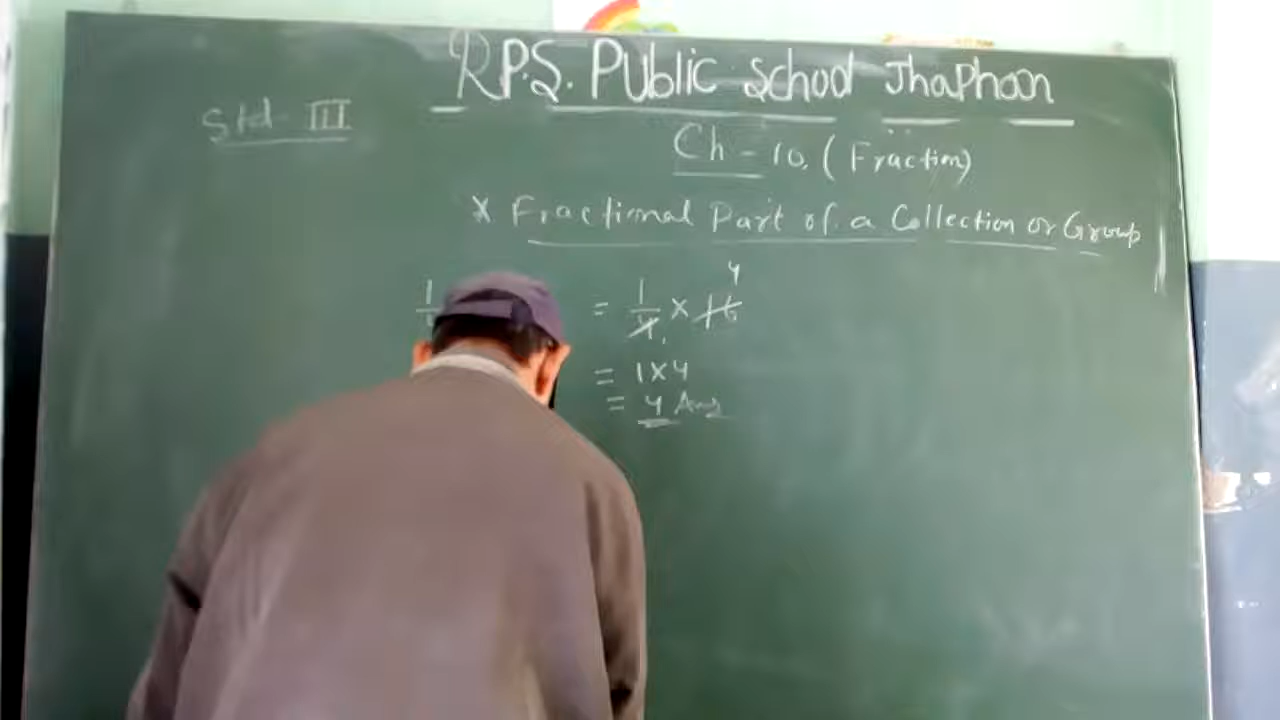 R.P.S. Public School Jhaphoon
Std - III
Ch - 10. (Fraction)
* Fractional Part of a Collection or Group
= 1/4 × 16 4
= 1×4
= 4 Ans